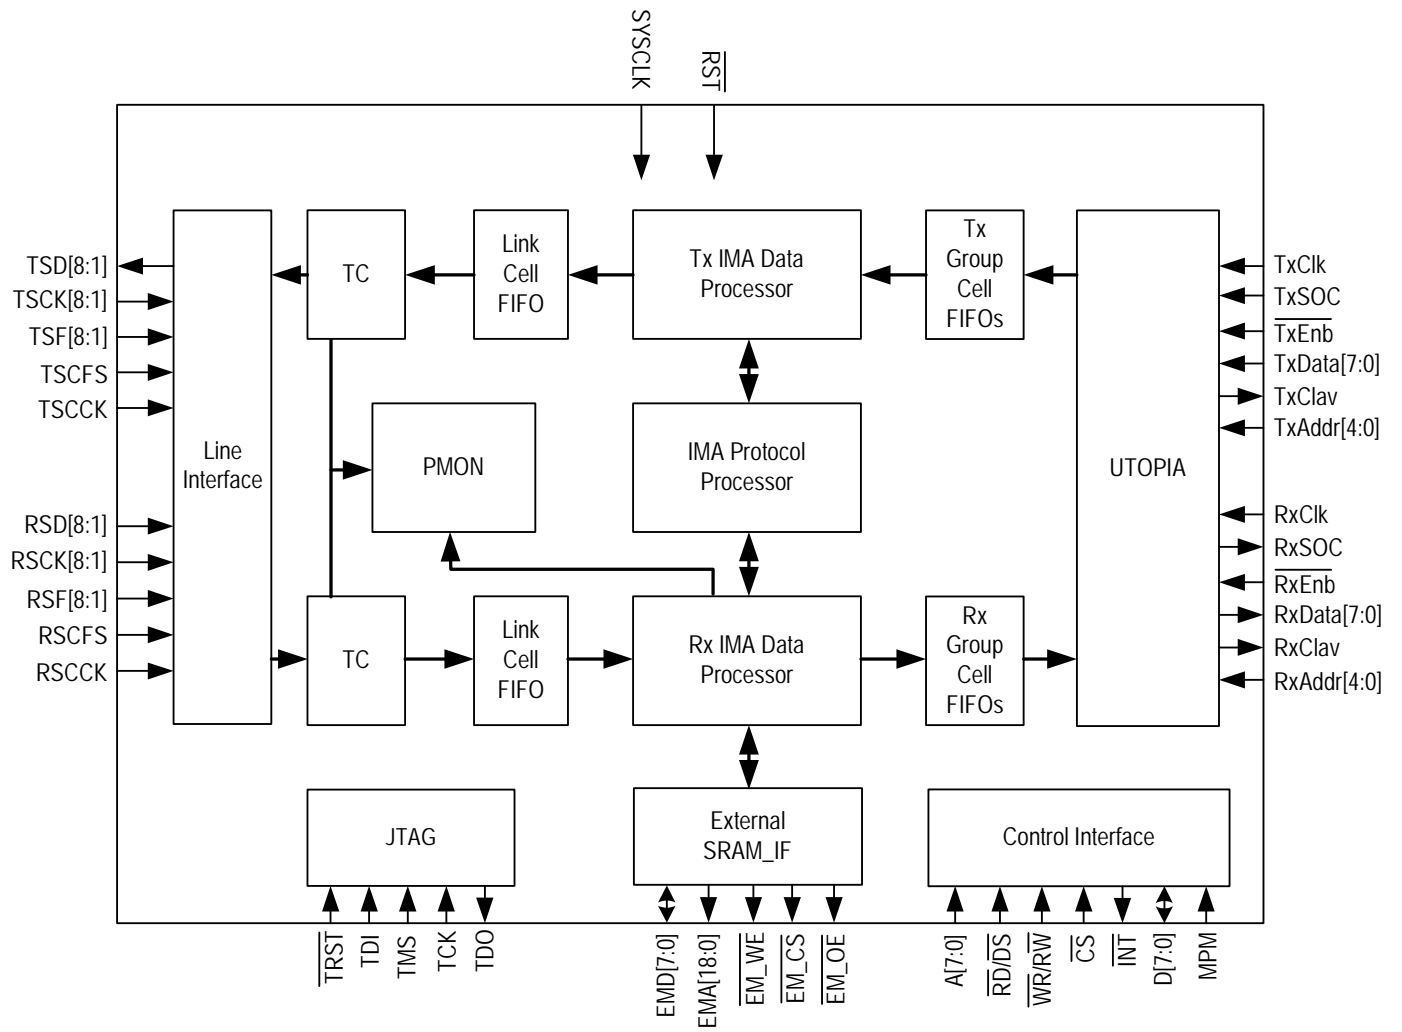 SYSCLK
RST
TSD[8:1]
TSCK[8:1]
TSF[8:1]
TSCFS
TSCCK
RSD[8:1]
RSCK[8:1]
RSF[8:1]
RSCFS
RSCCK
Line
Interface
TC
Link
Cell
FIFO
Tx IMA Data
Processor
Tx
Group
Cell
FIFOs
PMON
IMA Protocol
Processor
UTOPIA
TC
Link
Cell
FIFO
Rx IMA Data
Processor
Rx
Group
Cell
FIFOs
TxClk
TxSOC
TxEnb
TxData[7:0]
TxClav
TxAddr[4:0]
RxClk
RxSOC
RxEnb
RxData[7:0]
RxClav
RxAddr[4:0]
JTAG
External
SRAM_IF
Control Interface
TRST
TDI
TMS
TCK
TDO
EMD[7:0]
EMA[18:0]
EM_WE
EM_CS
EM_OE
A[7:0]
RD/DS
WR/RW
CS
INT
D[7:0]
MPM